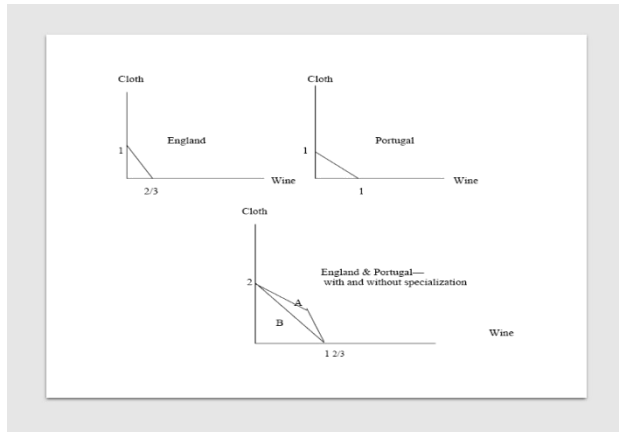 Cloth
Cloth
England
Portugal
1
1
Wine
Wine
2/3
1
Cloth
England & Portugal—
with and without specialization
2
A
B
Wine
1 2/3